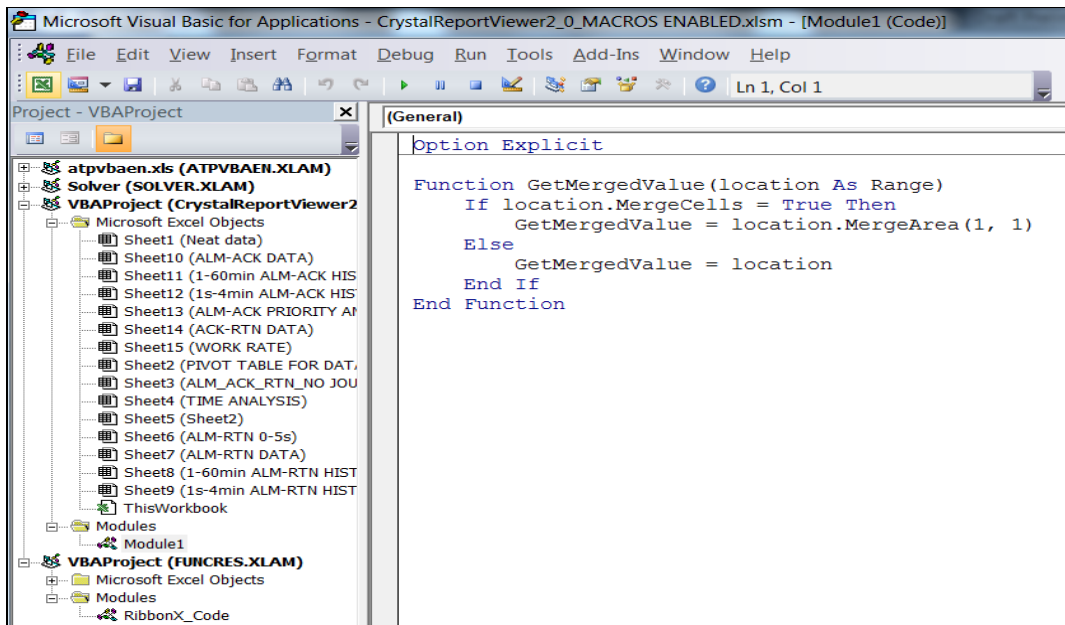 Microsoft Visual Basic for Applications - CrystalReportViewer2_0_MACROS ENABLED.xlsm - [Module1 (Code)]
File Edit View Insert Format Debug Run Tools Add-Ins Window Help
Ln 1, Col 1
Project - VBAProject
(General)
atpvbaen.xls (ATPVBAEN.XLAM)
Solver (SOLVER.XLAM)
VBAProject (CrystalReportViewer2
Microsoft Excel Objects
Sheet1 (Neat data)
Sheet10 (ALM-ACK DATA)
Sheet11 (1-60min ALM-ACK HIS
Sheet12 (1s-4min ALM-ACK HIS
Sheet13 (ALM-ACK PRIORITY AN
Sheet14 (ACK-RTN DATA)
Sheet15 (WORK RATE)
Sheet2 (PIVOT TABLE FOR DATA
Sheet3 (ALM_ACK_RTN_NO JOU
Sheet4 (TIME ANALYSIS)
Sheet5 (Sheet2)
Sheet6 (ALM-RTN 0-5s)
Sheet7 (ALM-RTN DATA)
Sheet8 (1-60min ALM-RTN HIST
Sheet9 (1s-4min ALM-RTN HIST
ThisWorkbook
Modules
Module1
VBAProject (FUNCRES.XLAM)
Microsoft Excel Objects
Modules
RibbonX_Code
Option Explicit
Function GetMergedValue(location As Range)
If location.MergeCells = True Then
GetMergedValue = location.MergeArea(1, 1)
Else
GetMergedValue = location
End If
End Function